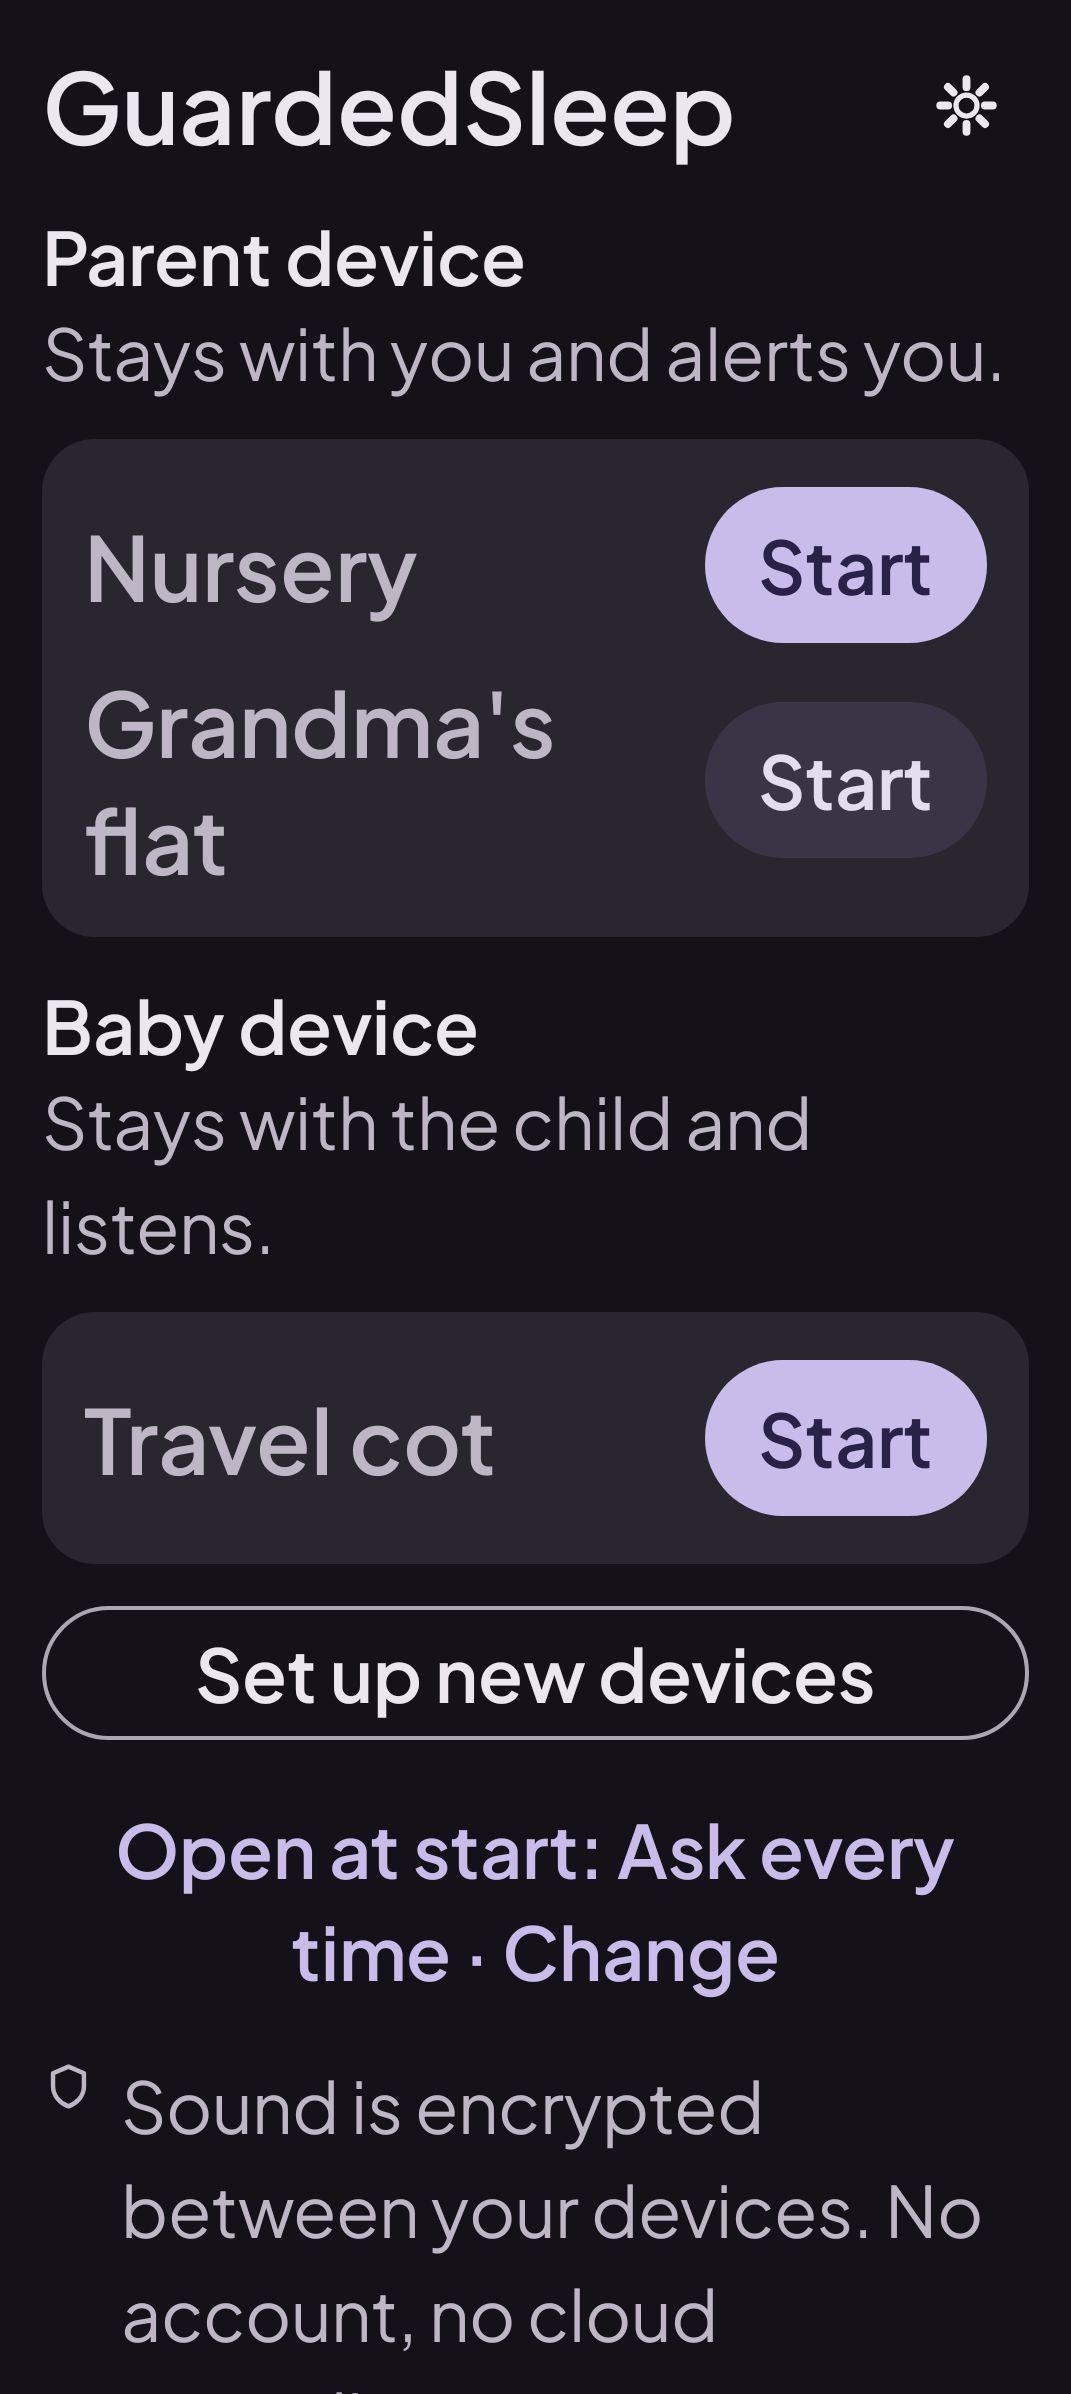 GuardedSleep
Parent device
Stays with you and alerts you.
Nursery
Start
Grandma's
flat
Start
Baby device
Stays with the child and
listens.
Travel cot
Start
Set up new devices
Open at start: Ask every
time · Change
Sound is encrypted
between your devices. No
account, no cloud